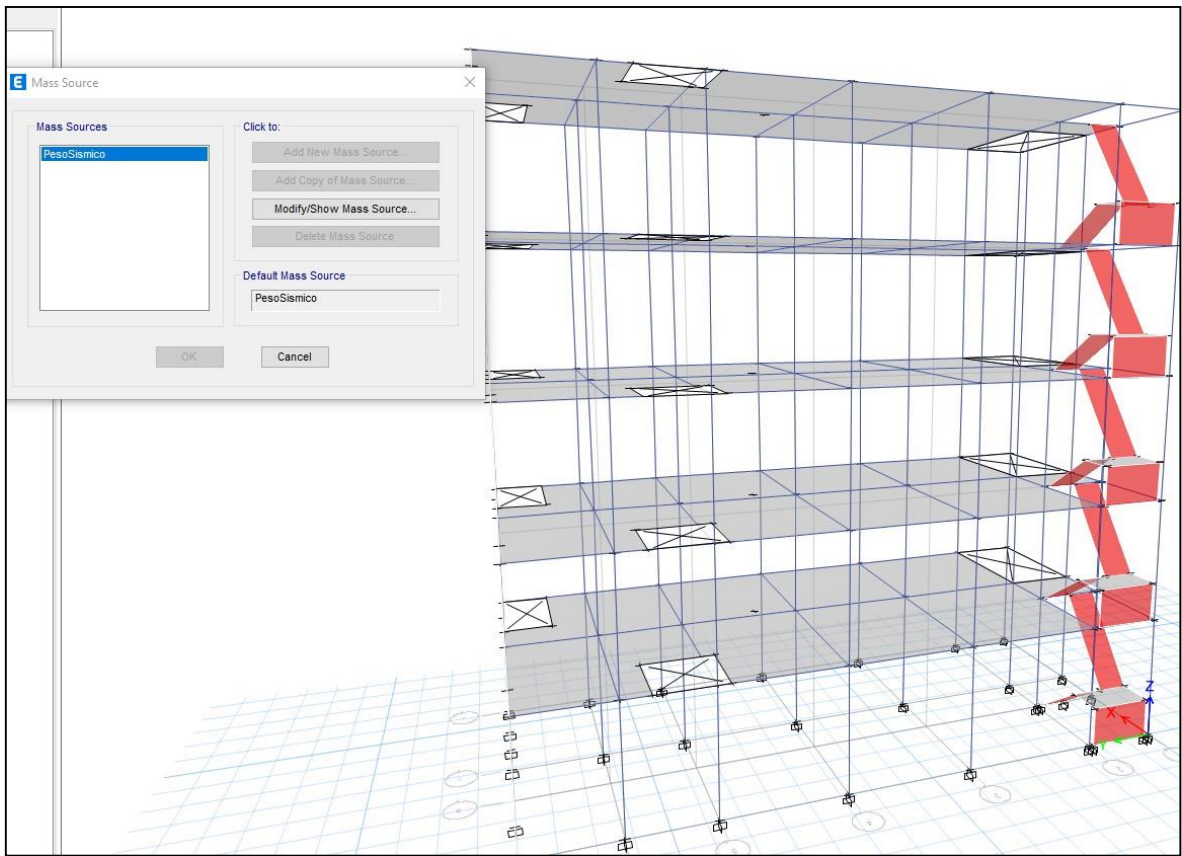 E Mass Source
Mass Sources
PesoSismico
Click to:
Add New Mass Source...
Add Copy of Mass Source...
Modify/Show Mass Source...
Delete Mass Source
Default Mass Source
PesoSismico
OK
Cancel
Z
X
Y